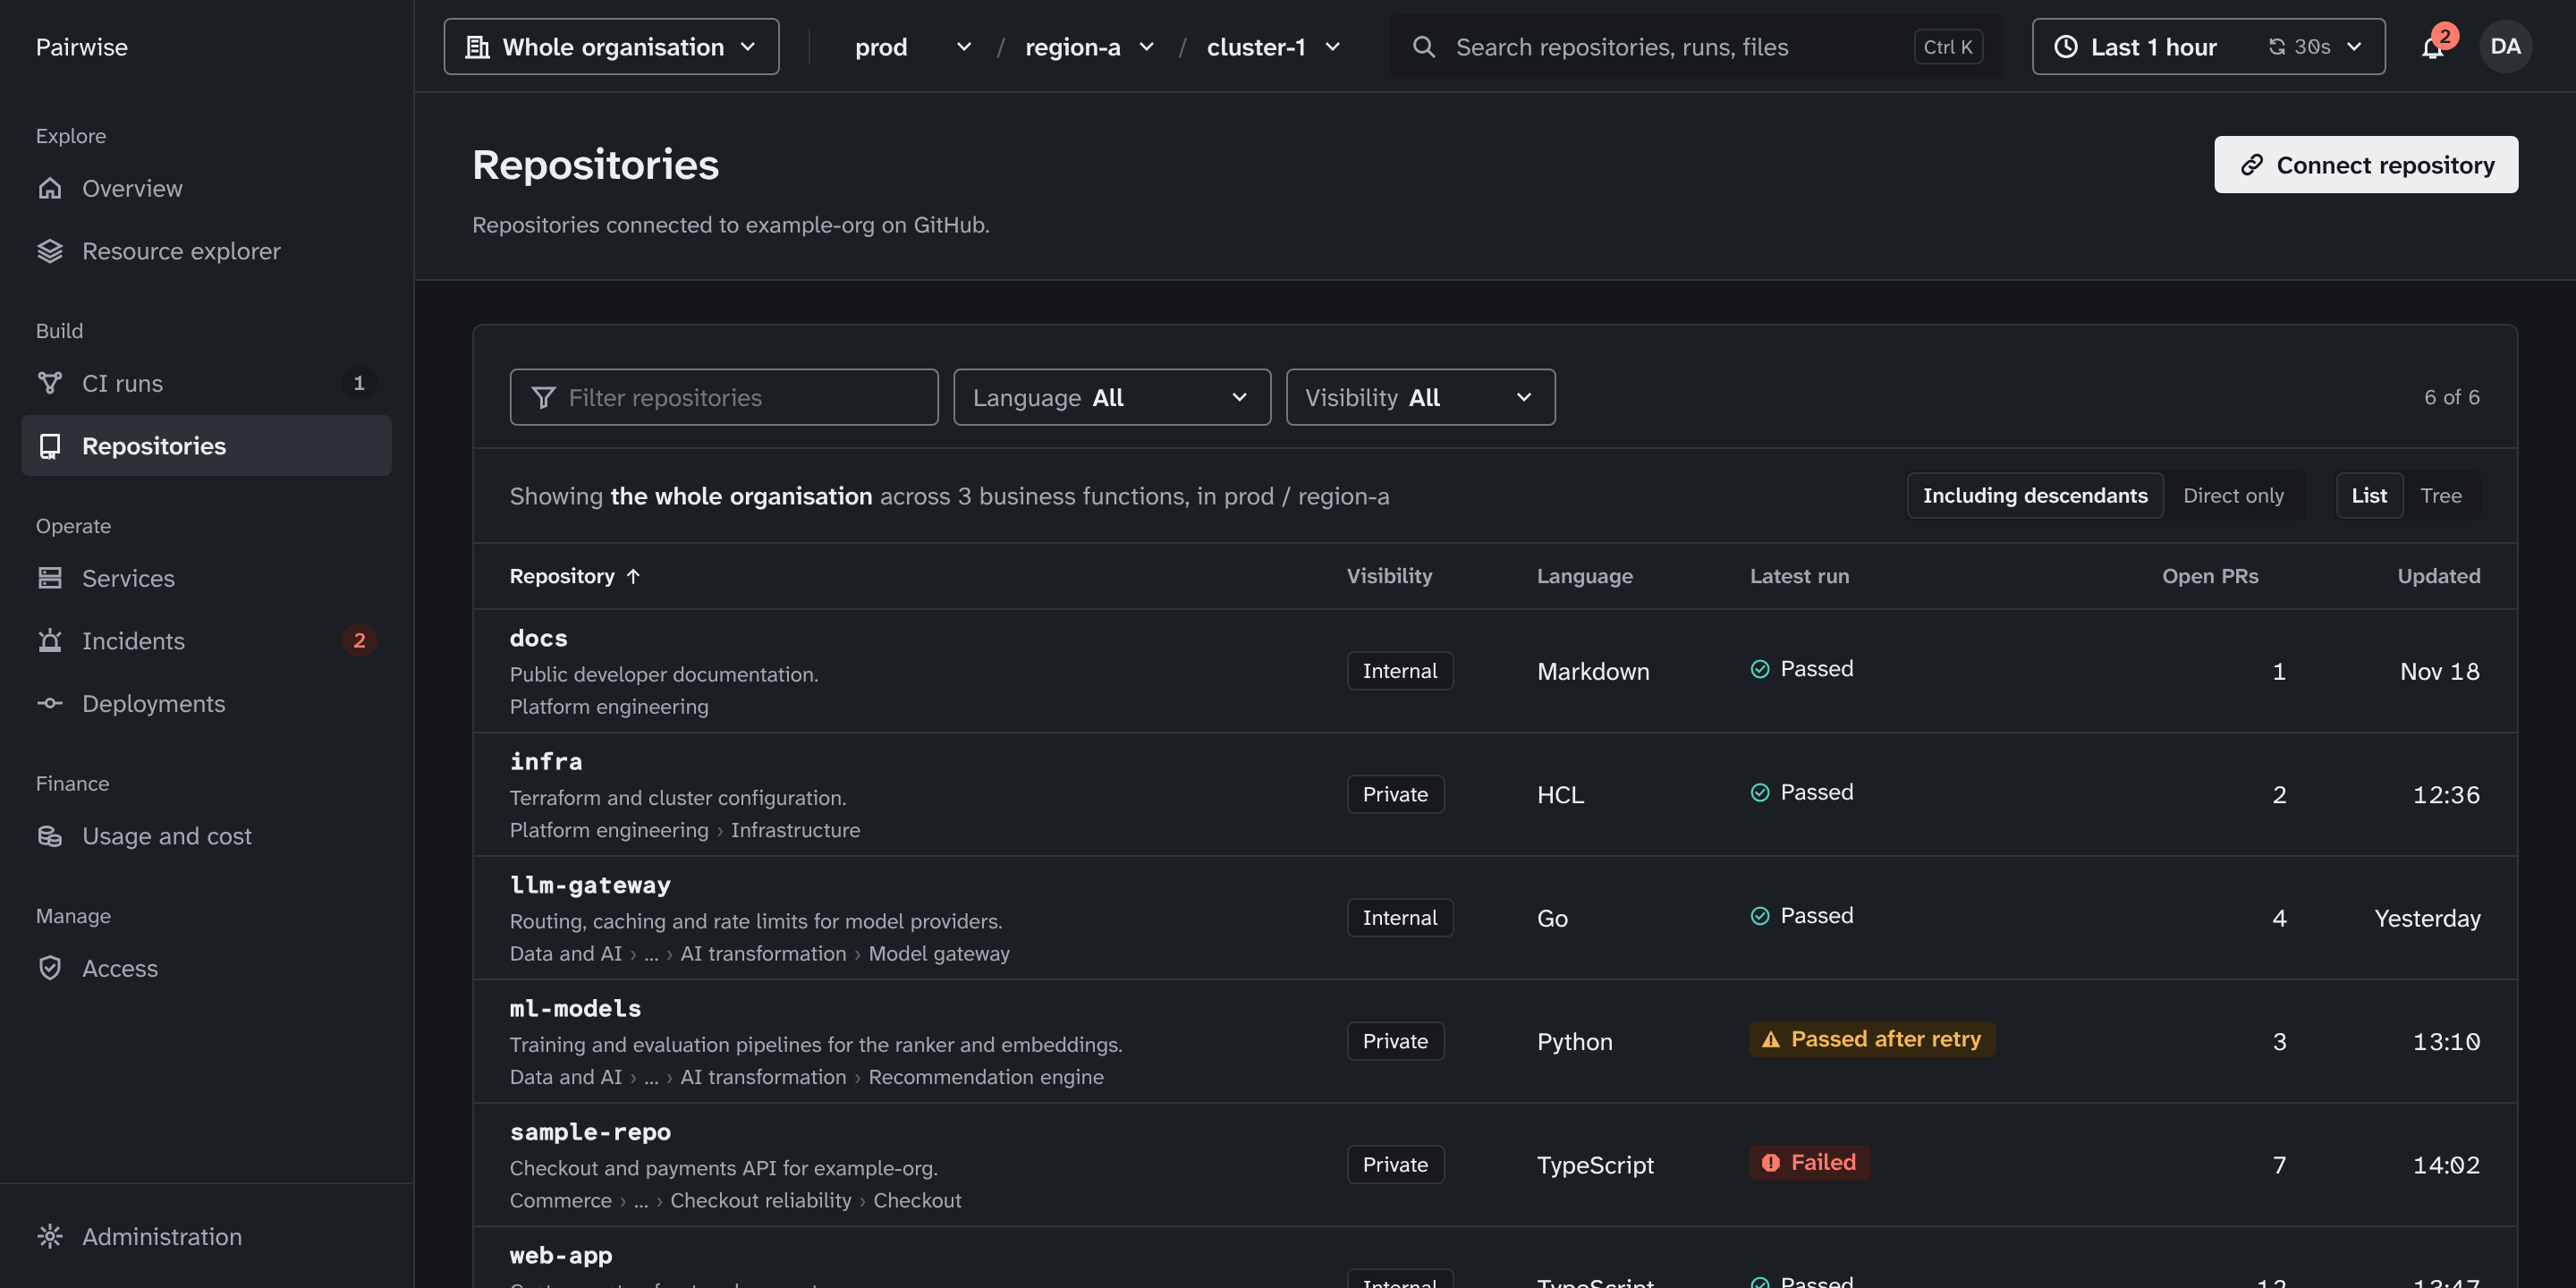 Pairwise
Whole organisation
prod / region-a / cluster-1
Search repositories, runs, files
Ctrl K
Last 1 hour
30s
2
DA
Explore
Overview
Resource explorer
Build
CI runs 1
Repositories
Operate
Services
Incidents 2
Deployments
Finance
Usage and cost
Manage
Access
Administration
Repositories
Connect repository
Repositories connected to example-org on GitHub.
Filter repositories
Language All
Visibility All
6 of 6
Showing the whole organisation across 3 business functions, in prod / region-a
Including descendants
Direct only
List
Tree
Repository ↑ Visibility Language Latest run Open PRs Updated
docs
Public developer documentation.
Platform engineering
Internal Markdown Passed 1 Nov 18
infra
Terraform and cluster configuration.
Platform engineering › Infrastructure
Private HCL Passed 2 12:36
llm-gateway
Routing, caching and rate limits for model providers.
Data and AI › ... › AI transformation › Model gateway
Internal Go Passed 4 Yesterday
ml-models
Training and evaluation pipelines for the ranker and embeddings.
Data and AI › ... › AI transformation › Recommendation engine
Private Python Passed after retry 3 13:10
sample-repo
Checkout and payments API for example-org.
Commerce › ... › Checkout reliability › Checkout
Private TypeScript Failed 7 14:02
web-app
Internal TypeScript Passed 12 13:47